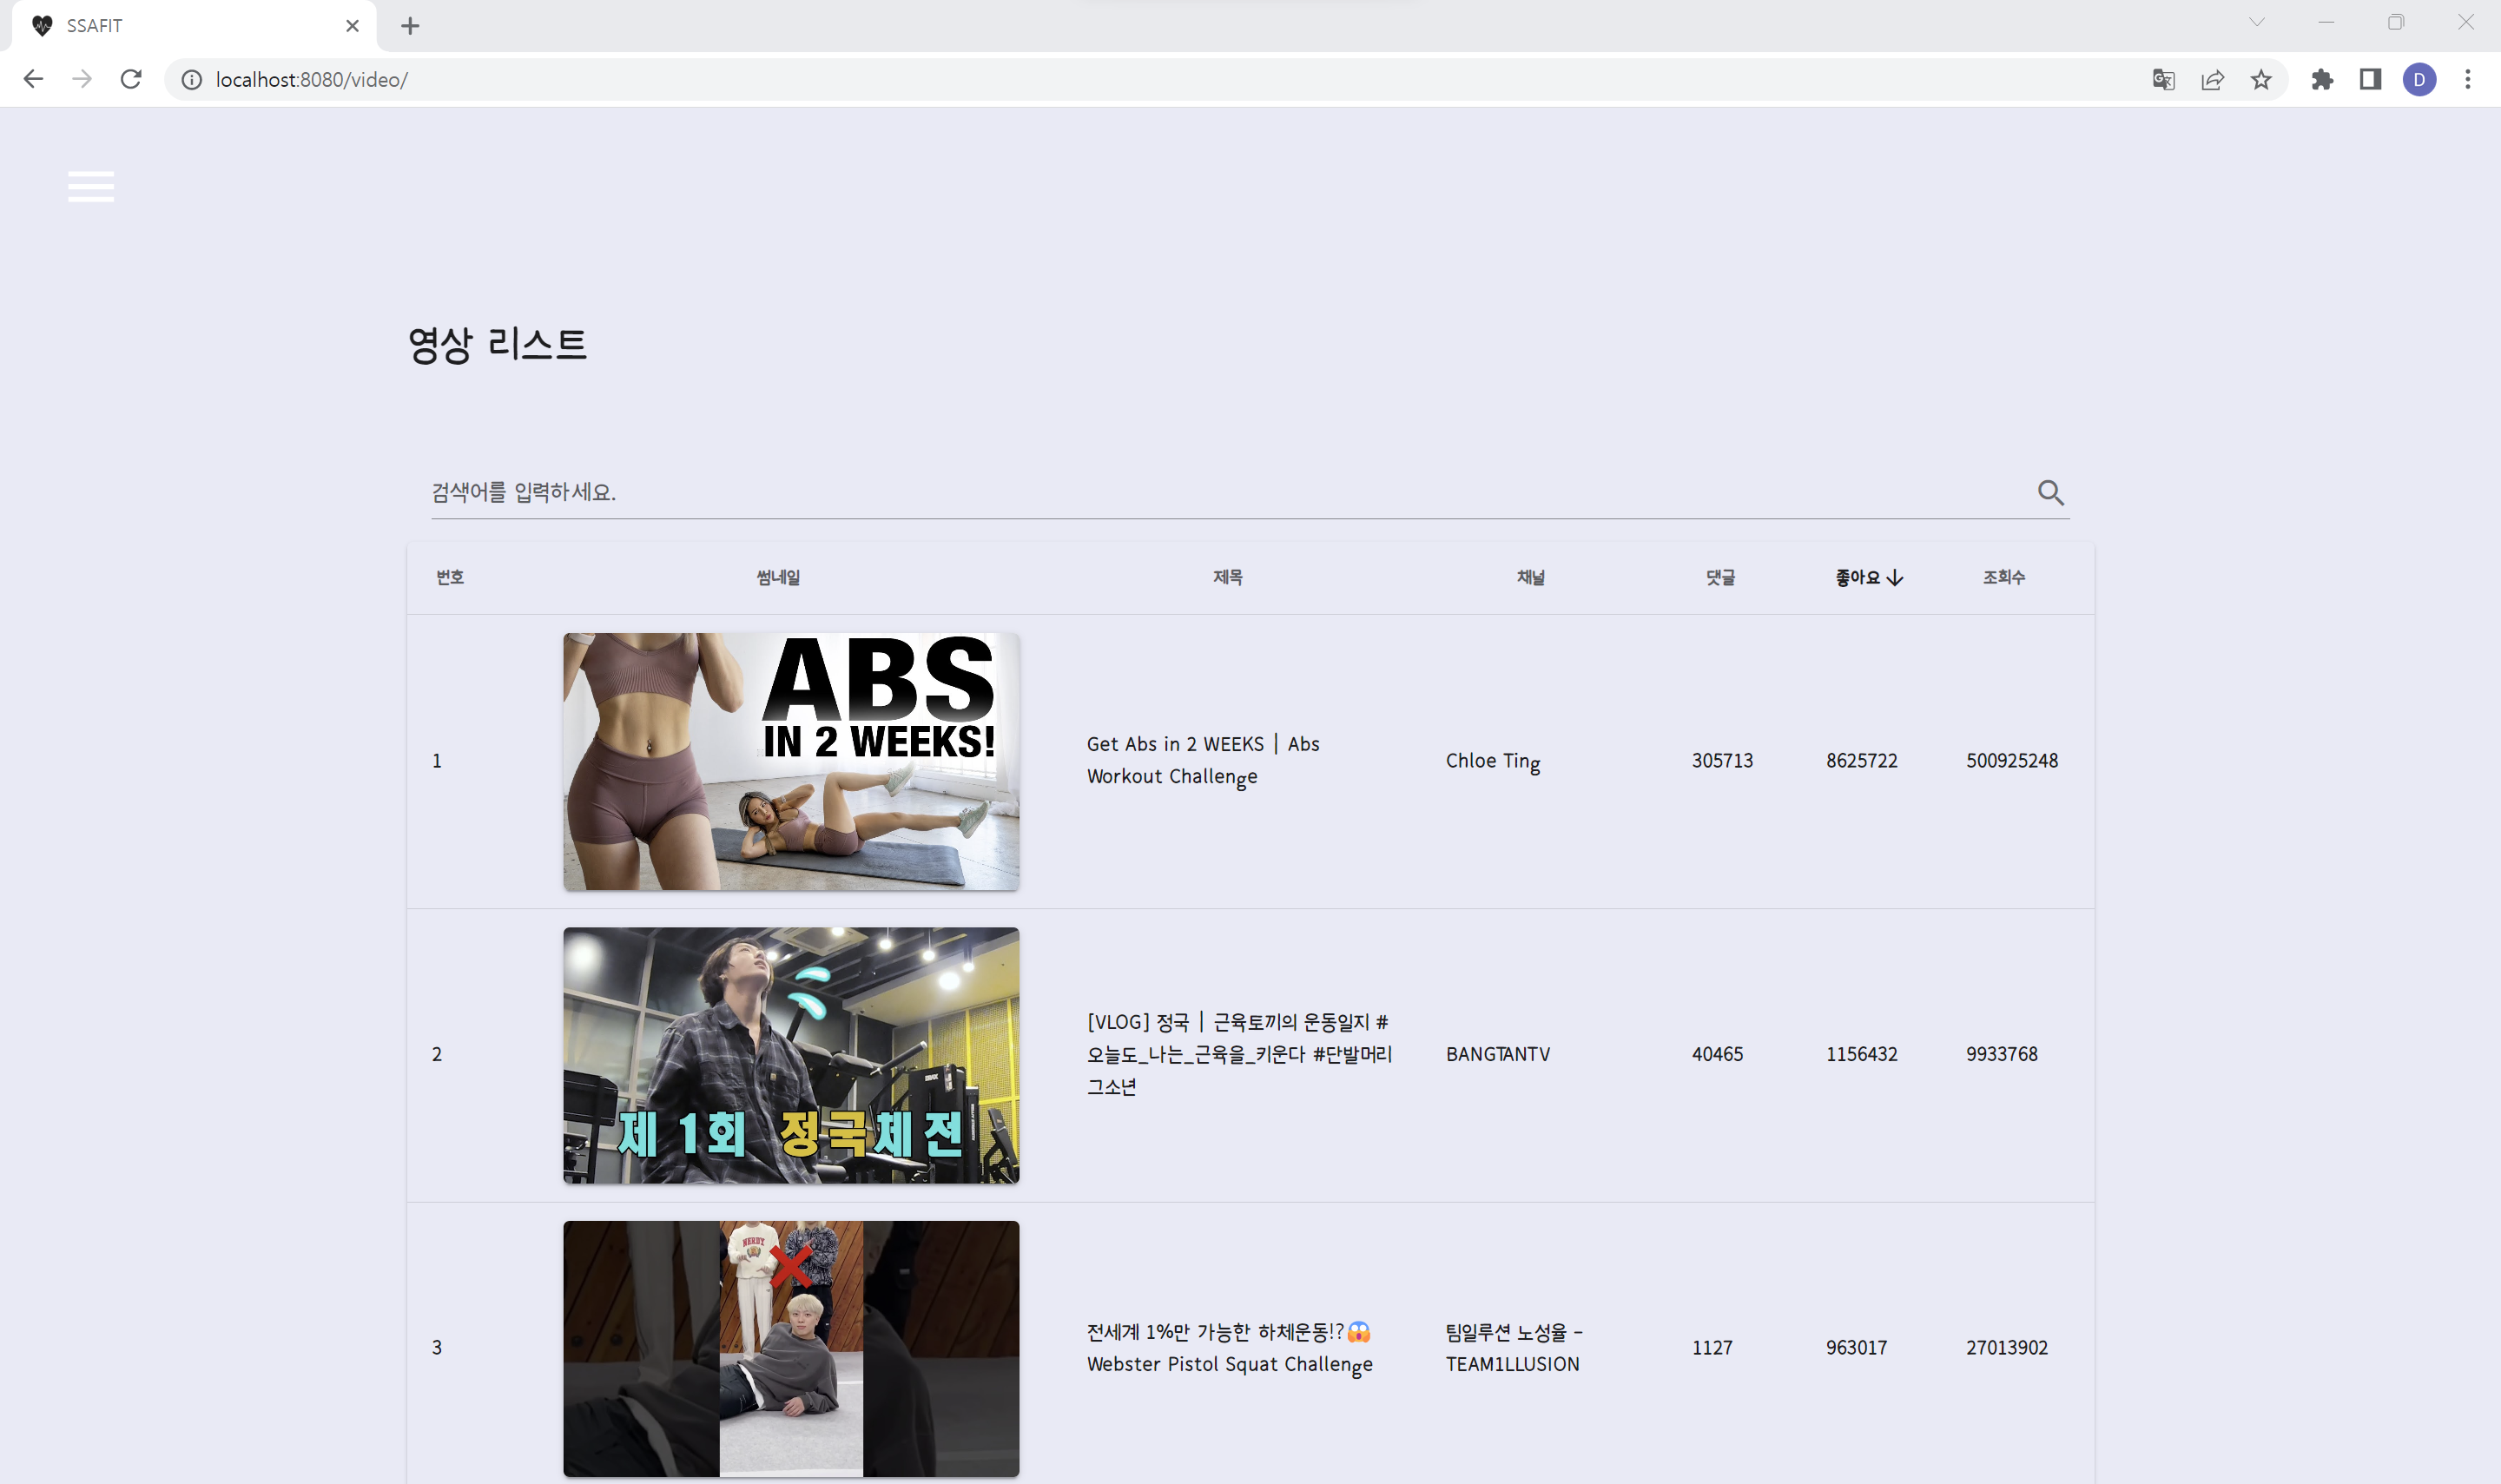 SSAFIT
localhost:8080/video/
D
영상 리스트
검색어를 입력하세요.
번호 썸네일 제목 채널 댓글 좋아요 조회수
ABS
IN 2 WEEKS!
1
Get Abs in 2 WEEKS | Abs
Workout Challenge
Chloe Ting
305713
8625722
500925248
제 1회 정국체전
2
[VLOG] 정국 | 근육토끼의 운동일지 #
오늘도_나는_근육을_키운다 #단발머리
그소년
BANGTANTV
40465
1156432
9933768
NERDY
3
전세계 1%만 가능한 하체운동!?😱
Webster Pistol Squat Challenge
팀일루션 노성율 -
TEAM1LLUSION
1127
963017
27013902